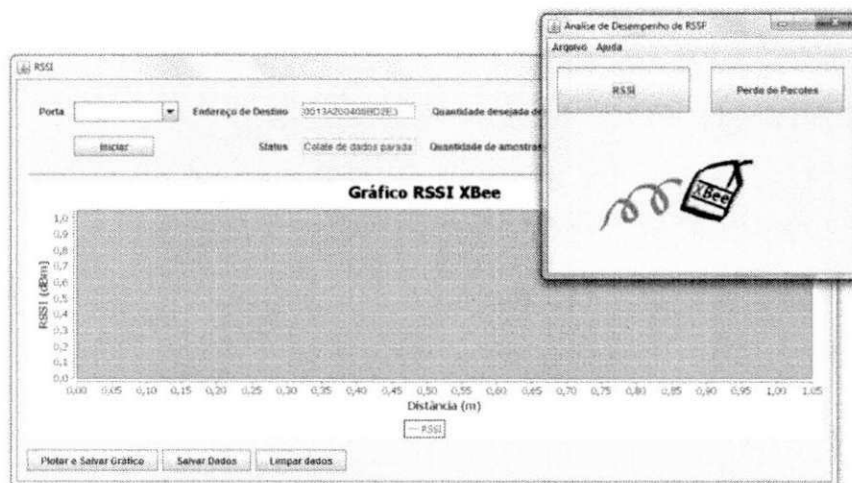 Análise de Desempenho de RSSF
Arquivo Ajuda
RSSI
Perda de Pacotes
XBee
RSSI
Porta
Endereço de Destino
Quantidade desejada de
Iniciar
Status
Colate de dados parada
Quantidade de amostras
Gráfico RSSI XBee
RSSI (dBm)
1,0
0,9
0,8
0,7
0,6
0,5
0,4
0,3
0,2
0,1
0,0
0,00 0,05 0,10 0,15 0,20 0,25 0,30 0,35 0,40 0,45 0,50 0,55 0,60 0,65 0,70 0,75 0,80 0,85 0,90 0,95 1,00 1,05
Distância (m)
RSSI
Plotar e Salvar Gráfico
Salvar Dados
Limpar dados